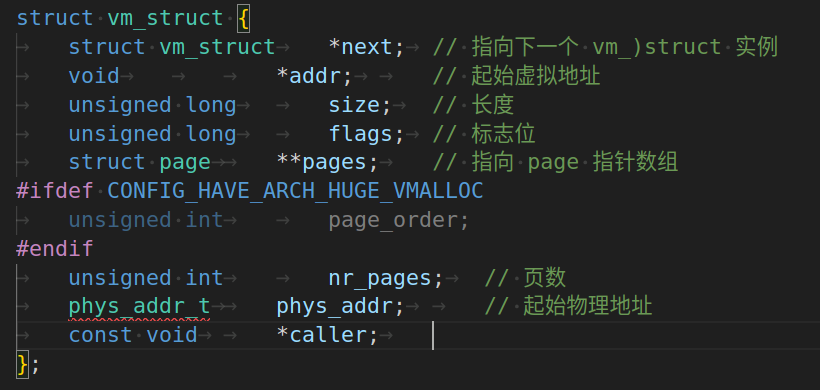 struct vm_struct {
struct vm_struct *next; // 指向下一个 vm_)struct 实例
void *addr; // 起始虚拟地址
unsigned long size; // 长度
unsigned long flags; // 标志位
struct page **pages; // 指向 page 指针数组
#ifdef CONFIG_HAVE_ARCH_HUGE_VMALLOC
unsigned int page_order;
#endif
unsigned int nr_pages; // 页数
phys_addr_t phys_addr; // 起始物理地址
const void *caller;
};